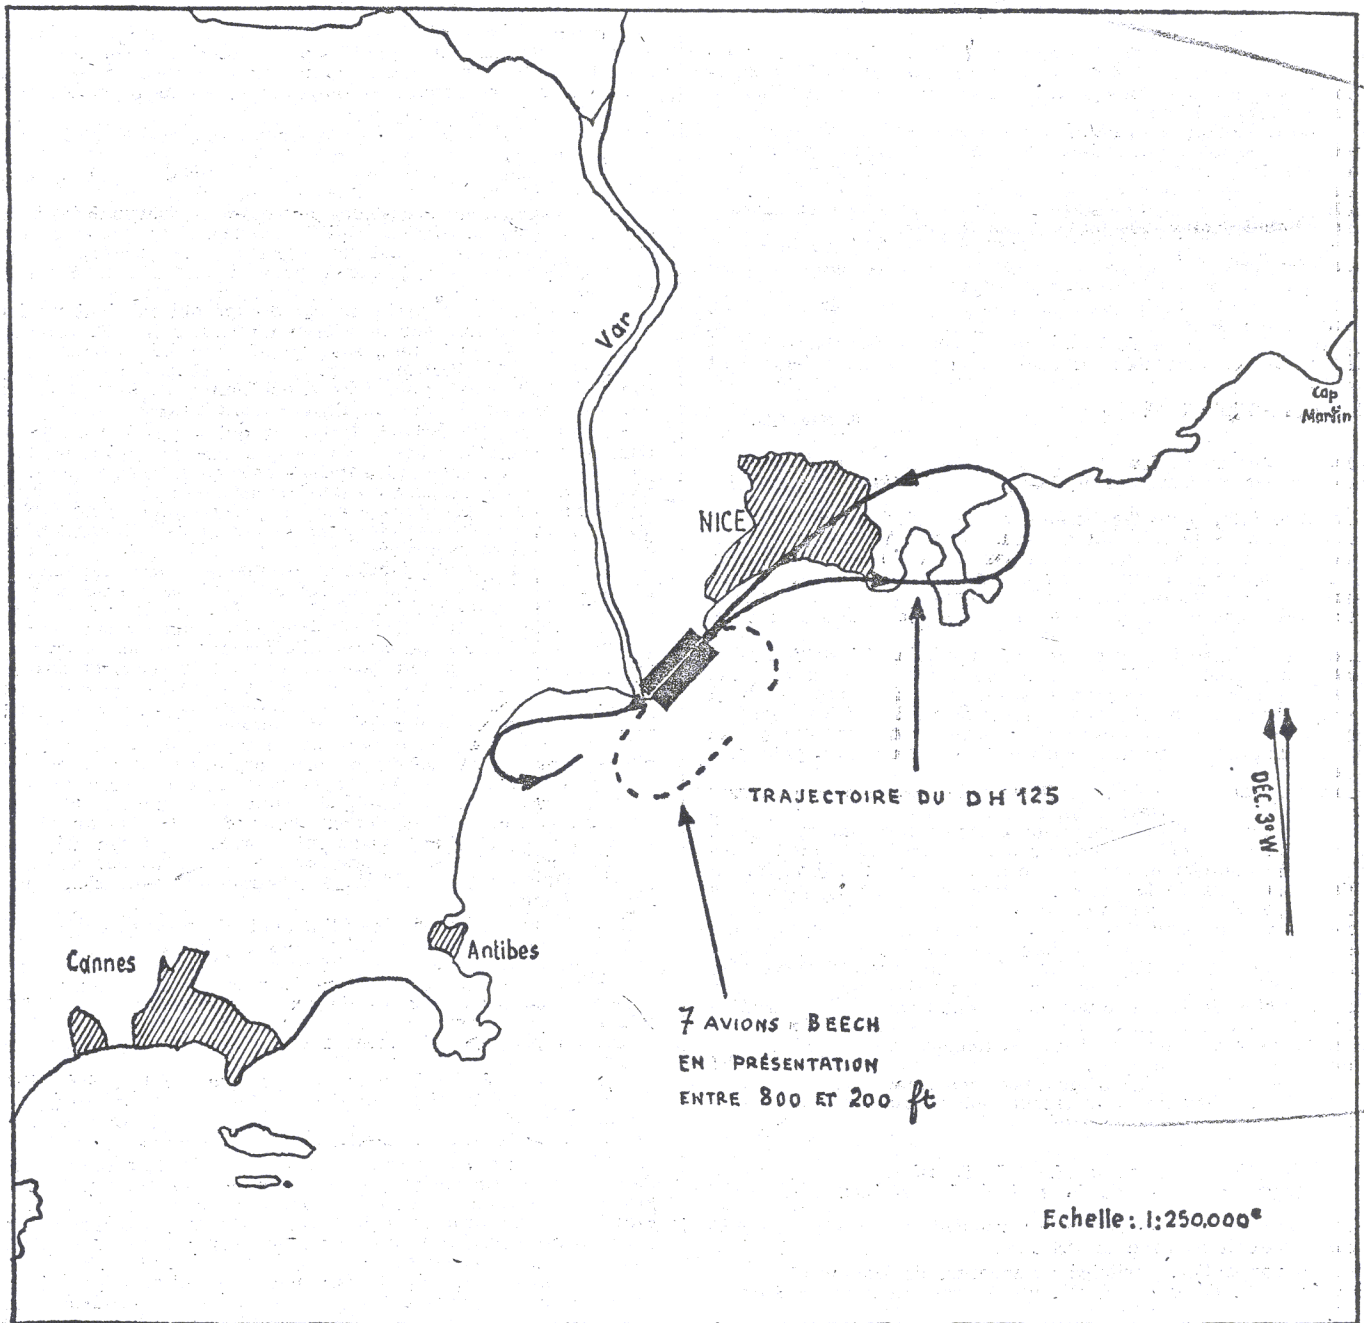 Var
Cap
Martin
NICE
TRAJECTOIRE DU DH 125
DÉC. 3° W
Cannes
Antibes
7 AVIONS BEECH
EN PRÉSENTATION
ENTRE 800 ET 200 ft
Echelle: 1:250,000e